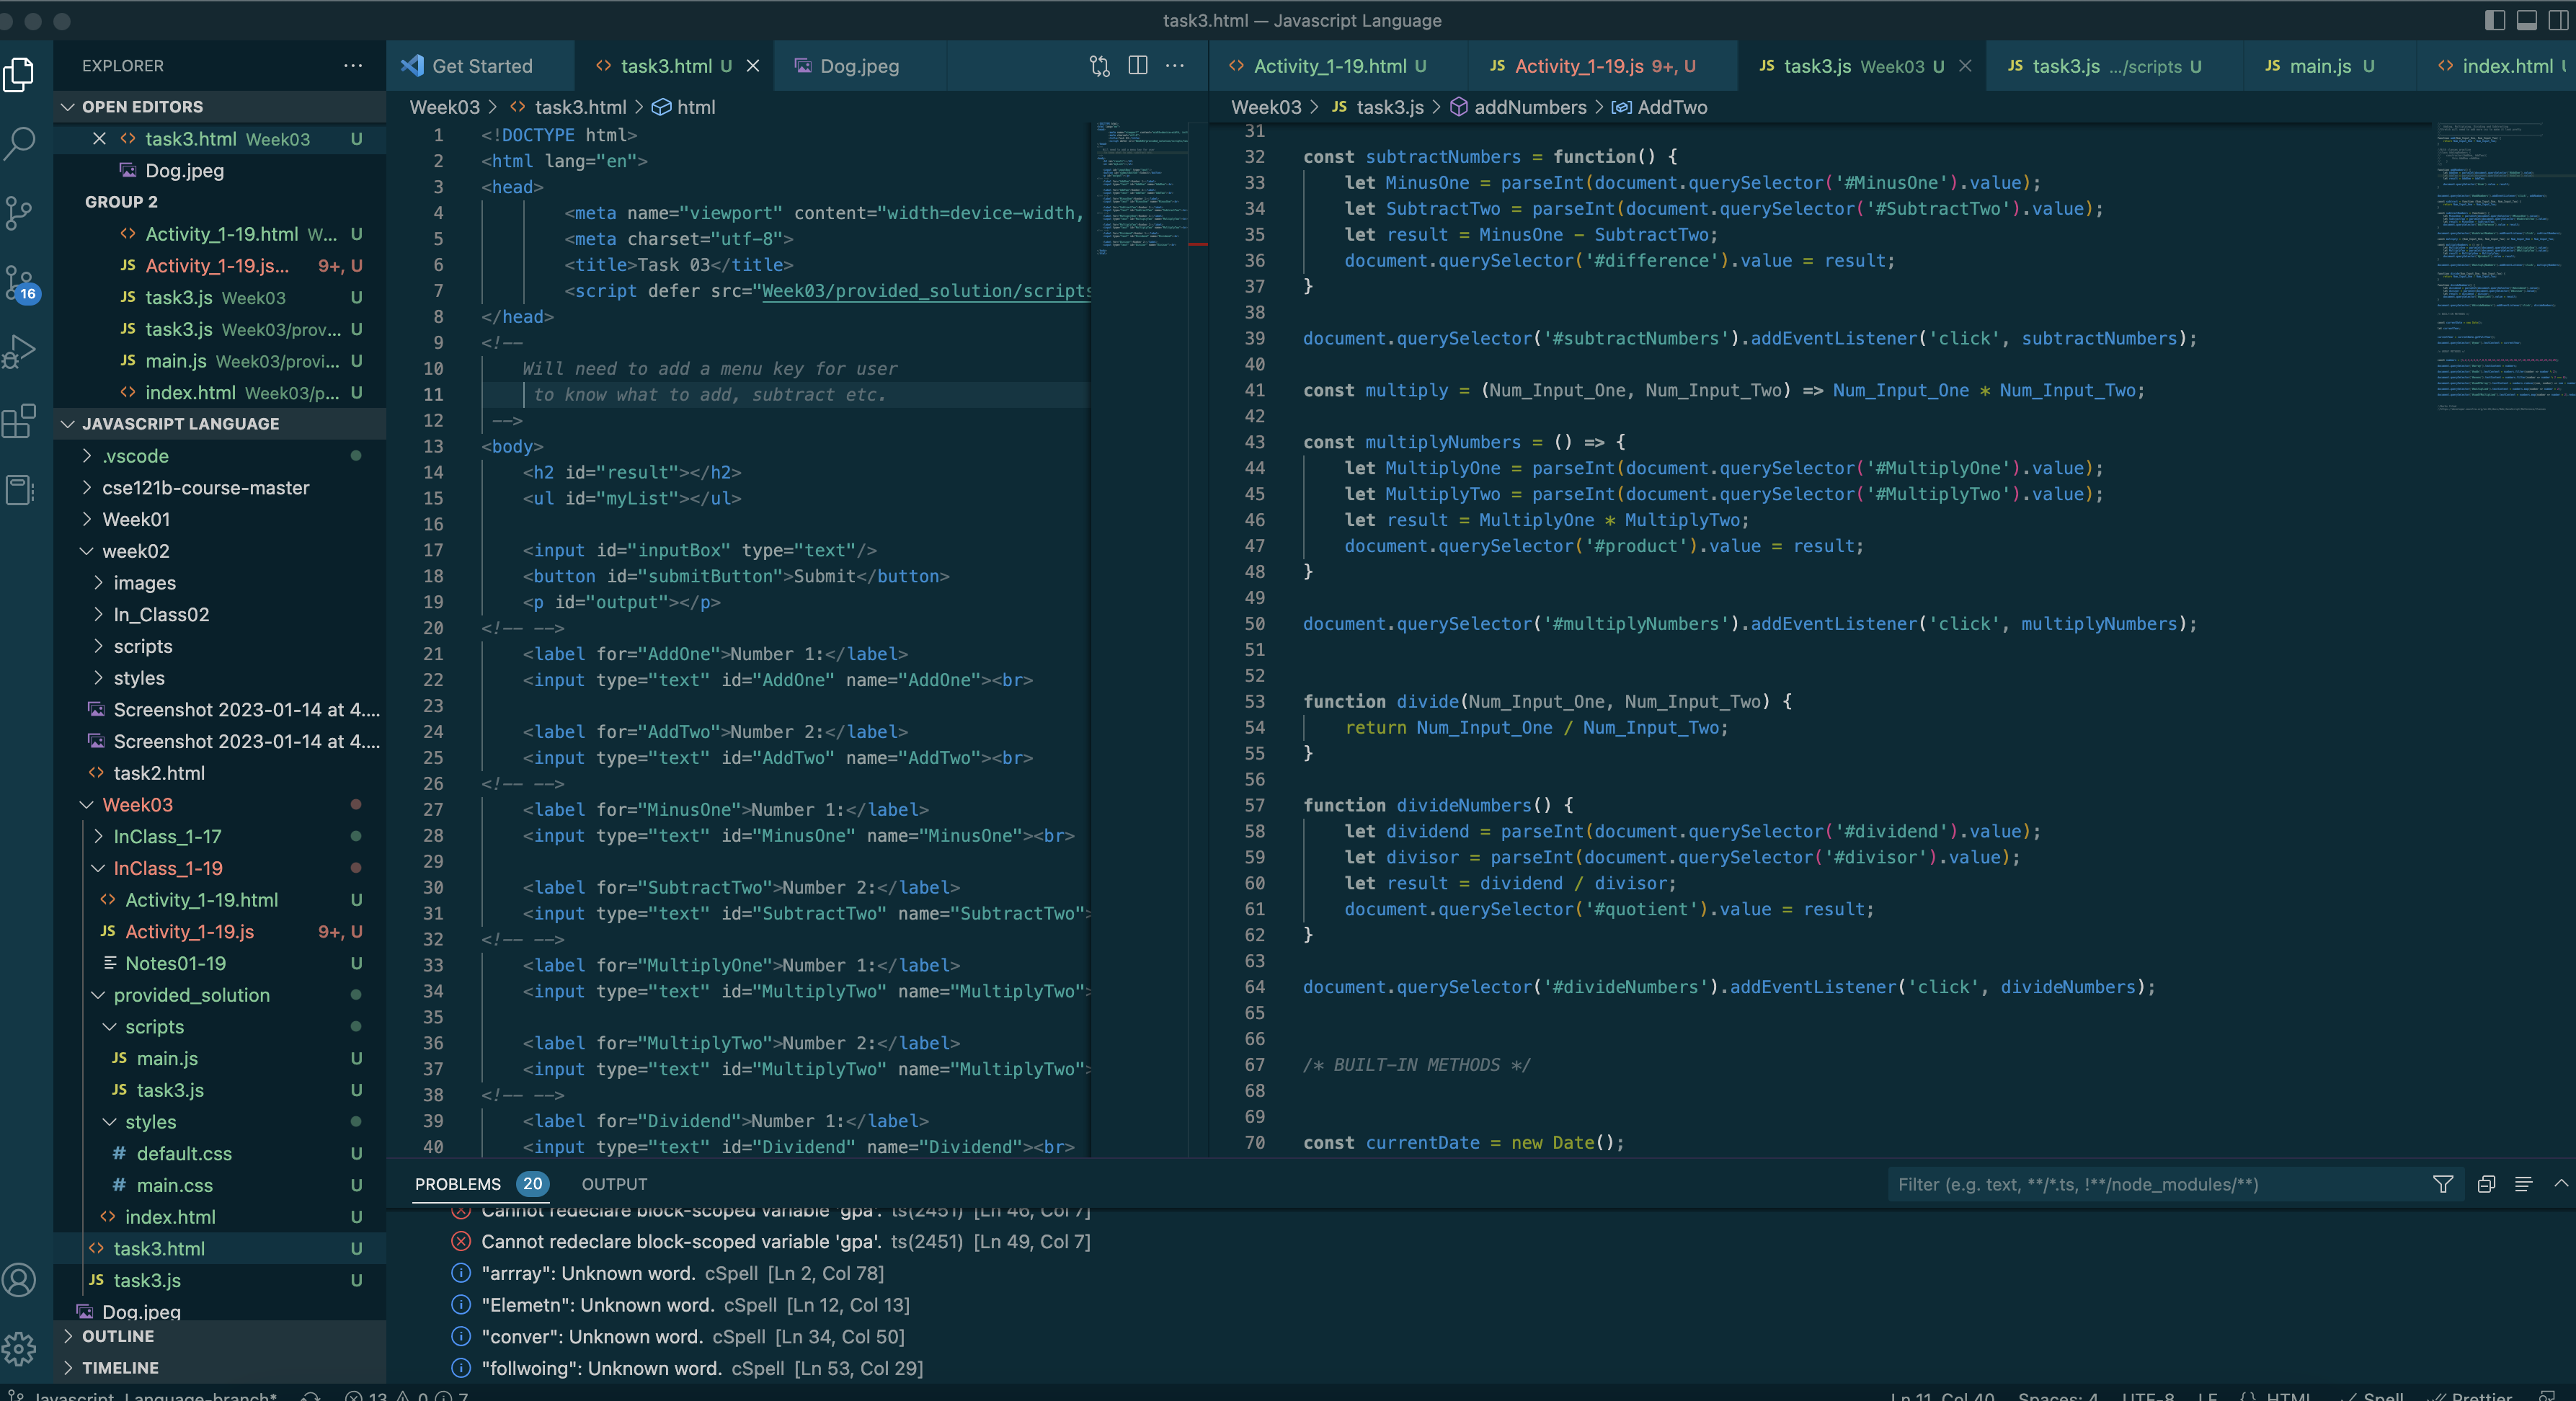 task3.html — Javascript Language
EXPLORER
OPEN EDITORS
task3.html Week03 U
Dog.jpeg
GROUP 2
Activity_1-19.html W... U
JS Activity_1-19.js... 9+, U
JS task3.js Week03 U
JS task3.js Week03/prov... U
JS main.js Week03/provi... U
index.html Week03/p... U
JAVASCRIPT LANGUAGE
.vscode
cse121b-course-master
Week01
week02
images
In_Class02
scripts
styles
Screenshot 2023-01-14 at 4....
Screenshot 2023-01-14 at 4....
task2.html
Week03
InClass_1-17
InClass_1-19
Activity_1-19.html U
JS Activity_1-19.js 9+, U
Notes01-19 U
provided_solution
scripts
JS main.js U
JS task3.js U
styles
# default.css U
# main.css U
index.html U
task3.html U
JS task3.js U
Dog.jpeg
OUTLINE
TIMELINE
16
Get Started
task3.html U
Dog.jpeg
Week03 > task3.html > html
1 <!DOCTYPE html>
2 <html lang="en">
3 <head>
4 <meta name="viewport" content="width=device-width,
5 <meta charset="utf-8">
6 <title>Task 03</title>
7 <script defer src="Week03/provided_solution/scripts
8 </head>
9 <!--
10 Will need to add a menu key for user
11 to know what to add, subtract etc.
12 -->
13 <body>
14 <h2 id="result"></h2>
15 <ul id="myList"></ul>
16
17 <input id="inputBox" type="text"/>
18 <button id="submitButton">Submit</button>
19 <p id="output"></p>
20 <!-- -->
21 <label for="AddOne">Number 1:</label>
22 <input type="text" id="AddOne" name="AddOne"><br>
23
24 <label for="AddTwo">Number 2:</label>
25 <input type="text" id="AddTwo" name="AddTwo"><br>
26 <!-- -->
27 <label for="MinusOne">Number 1:</label>
28 <input type="text" id="MinusOne" name="MinusOne"><br>
29
30 <label for="SubtractTwo">Number 2:</label>
31 <input type="text" id="SubtractTwo" name="SubtractTwo">
32 <!-- -->
33 <label for="MultiplyOne">Number 1:</label>
34 <input type="text" id="MultiplyTwo" name="MultiplyTwo">
35
36 <label for="MultiplyTwo">Number 2:</label>
37 <input type="text" id="MultiplyTwo" name="MultiplyTwo">
38 <!-- -->
39 <label for="Dividend">Number 1:</label>
40 <input type="text" id="Dividend" name="Dividend"><br>
Activity_1-19.html U
JS Activity_1-19.js 9+, U
JS task3.js Week03 U
JS task3.js .../scripts U
JS main.js U
index.html U
Week03 > JS task3.js > addNumbers > AddTwo
31
32 const subtractNumbers = function() {
33 let MinusOne = parseInt(document.querySelector('#MinusOne').value);
34 let SubtractTwo = parseInt(document.querySelector('#SubtractTwo').value);
35 let result = MinusOne - SubtractTwo;
36 document.querySelector('#difference').value = result;
37 }
38
39 document.querySelector('#subtractNumbers').addEventListener('click', subtractNumbers);
40
41 const multiply = (Num_Input_One, Num_Input_Two) => Num_Input_One * Num_Input_Two;
42
43 const multiplyNumbers = () => {
44 let MultiplyOne = parseInt(document.querySelector('#MultiplyOne').value);
45 let MultiplyTwo = parseInt(document.querySelector('#MultiplyTwo').value);
46 let result = MultiplyOne * MultiplyTwo;
47 document.querySelector('#product').value = result;
48 }
49
50 document.querySelector('#multiplyNumbers').addEventListener('click', multiplyNumbers);
51
52
53 function divide(Num_Input_One, Num_Input_Two) {
54 return Num_Input_One / Num_Input_Two;
55 }
56
57 function divideNumbers() {
58 let dividend = parseInt(document.querySelector('#dividend').value);
59 let divisor = parseInt(document.querySelector('#divisor').value);
60 let result = dividend / divisor;
61 document.querySelector('#quotient').value = result;
62 }
63
64 document.querySelector('#divideNumbers').addEventListener('click', divideNumbers);
65
66
67 /* BUILT-IN METHODS */
68
69
70 const currentDate = new Date();
PROBLEMS 20 OUTPUT
Filter (e.g. text, **/*.ts, !**/node_modules/**)
Cannot redeclare block-scoped variable 'gpa'. ts(2451) [Ln 46, Col 7]
Cannot redeclare block-scoped variable 'gpa'. ts(2451) [Ln 49, Col 7]
"arrray": Unknown word. cSpell [Ln 2, Col 78]
"Elemetn": Unknown word. cSpell [Ln 12, Col 13]
"conver": Unknown word. cSpell [Ln 34, Col 50]
"follwoing": Unknown word. cSpell [Ln 53, Col 29]
Javascript_Language-branch* 13 0 7
Ln 11, Col 40 Spaces: 4 UTF-8 LF {} HTML Spell Prettier